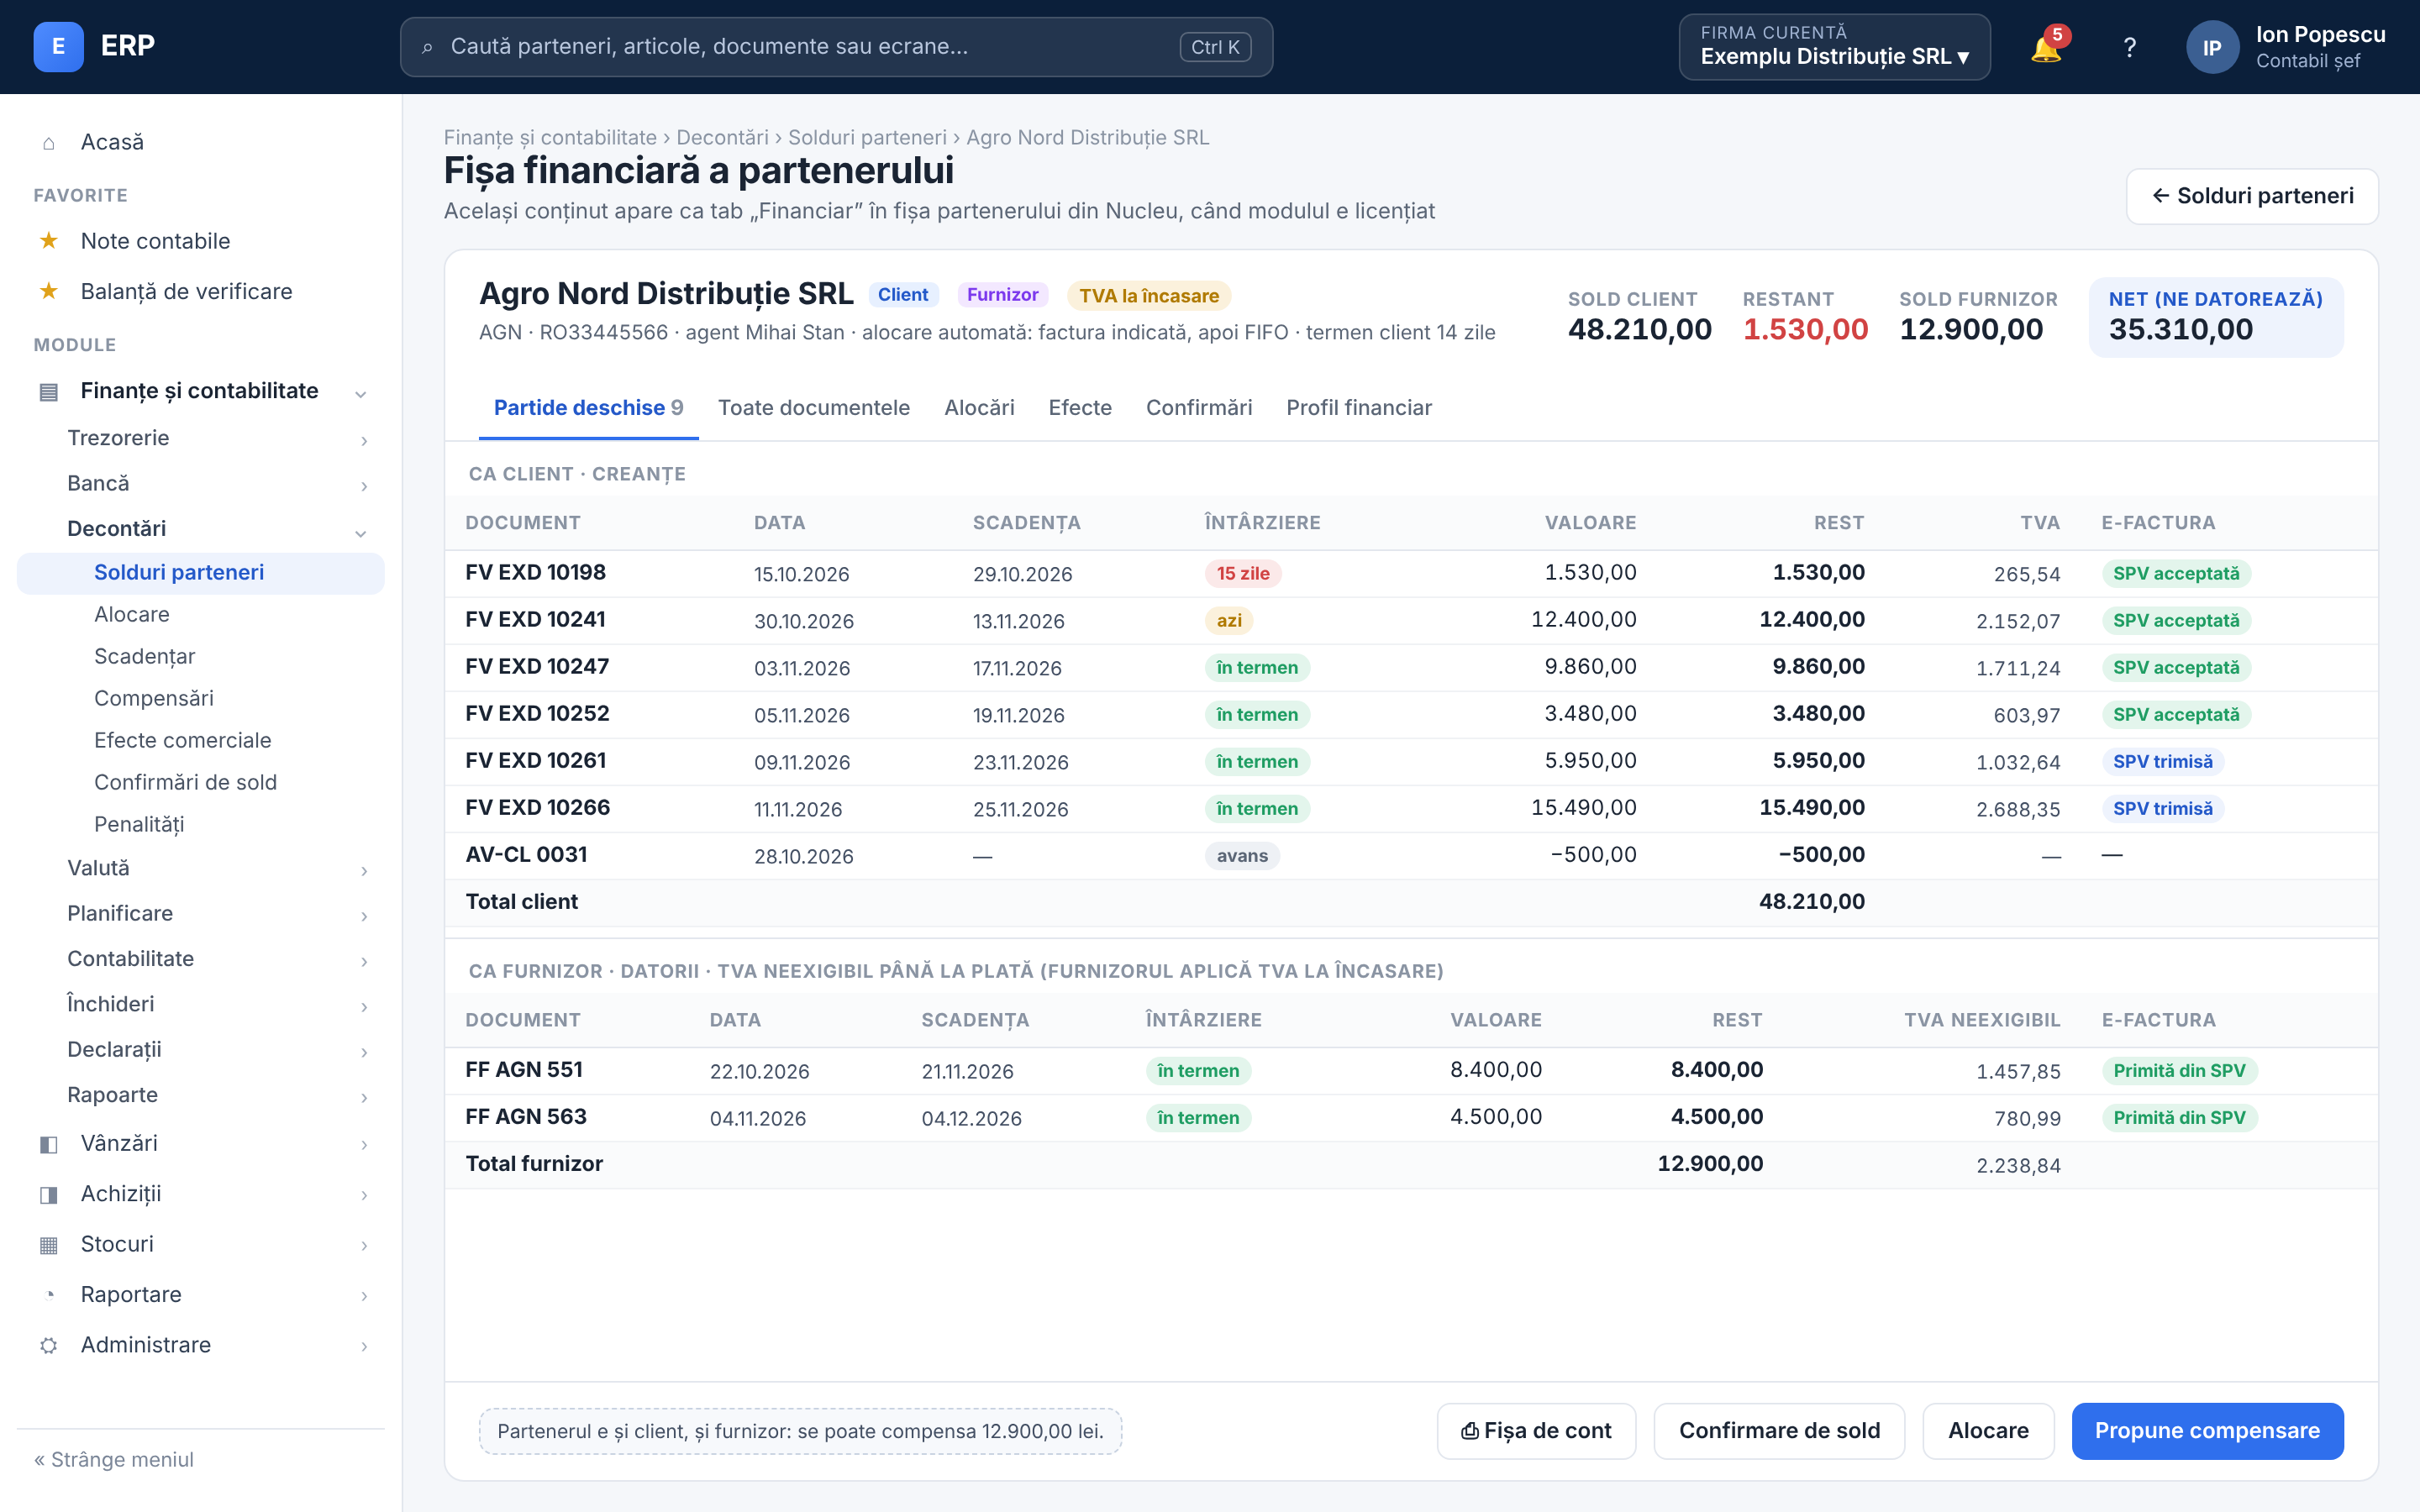 E ERP
Caută parteneri, articole, documente sau ecrane... Ctrl K
FIRMA CURENTĂ
Exemplu Distribuție SRL ▾
5
?
IP
Ion Popescu
Contabil șef
Acasă
FAVORITE
★ Note contabile
★ Balanță de verificare
MODULE
Finanțe și contabilitate
Trezorerie
Bancă
Decontări
Solduri parteneri
Alocare
Scadențar
Compensări
Efecte comerciale
Confirmări de sold
Penalități
Valută
Planificare
Contabilitate
Închideri
Declarații
Rapoarte
Vânzări
Achiziții
Stocuri
Raportare
Administrare
« Strânge meniul
Finanțe și contabilitate › Decontări › Solduri parteneri › Agro Nord Distribuție SRL
Fișa financiară a partenerului
Același conținut apare ca tab „Financiar” în fișa partenerului din Nucleu, când modulul e licențiat
← Solduri parteneri
Agro Nord Distribuție SRL Client Furnizor TVA la încasare
AGN · RO33445566 · agent Mihai Stan · alocare automată: factura indicată, apoi FIFO · termen client 14 zile
SOLD CLIENT
48.210,00
RESTANT
1.530,00
SOLD FURNIZOR
12.900,00
NET (NE DATOREAZĂ)
35.310,00
Partide deschise 9 Toate documentele Alocări Efecte Confirmări Profil financiar
CA CLIENT · CREANȚE
DOCUMENT DATA SCADENȚA ÎNTÂRZIERE VALOARE REST TVA E-FACTURA
FV EXD 10198 15.10.2026 29.10.2026 15 zile 1.530,00 1.530,00 265,54 SPV acceptată
FV EXD 10241 30.10.2026 13.11.2026 azi 12.400,00 12.400,00 2.152,07 SPV acceptată
FV EXD 10247 03.11.2026 17.11.2026 în termen 9.860,00 9.860,00 1.711,24 SPV acceptată
FV EXD 10252 05.11.2026 19.11.2026 în termen 3.480,00 3.480,00 603,97 SPV acceptată
FV EXD 10261 09.11.2026 23.11.2026 în termen 5.950,00 5.950,00 1.032,64 SPV trimisă
FV EXD 10266 11.11.2026 25.11.2026 în termen 15.490,00 15.490,00 2.688,35 SPV trimisă
AV-CL 0031 28.10.2026 — avans −500,00 −500,00 — —
Total client 48.210,00
CA FURNIZOR · DATORII · TVA NEEXIGIBIL PÂNĂ LA PLATĂ (FURNIZORUL APLICĂ TVA LA ÎNCASARE)
DOCUMENT DATA SCADENȚA ÎNTÂRZIERE VALOARE REST TVA NEEXIGIBIL E-FACTURA
FF AGN 551 22.10.2026 21.11.2026 în termen 8.400,00 8.400,00 1.457,85 Primită din SPV
FF AGN 563 04.11.2026 04.12.2026 în termen 4.500,00 4.500,00 780,99 Primită din SPV
Total furnizor 12.900,00 2.238,84
Partenerul e și client, și furnizor: se poate compensa 12.900,00 lei.
Fișa de cont
Confirmare de sold
Alocare
Propune compensare